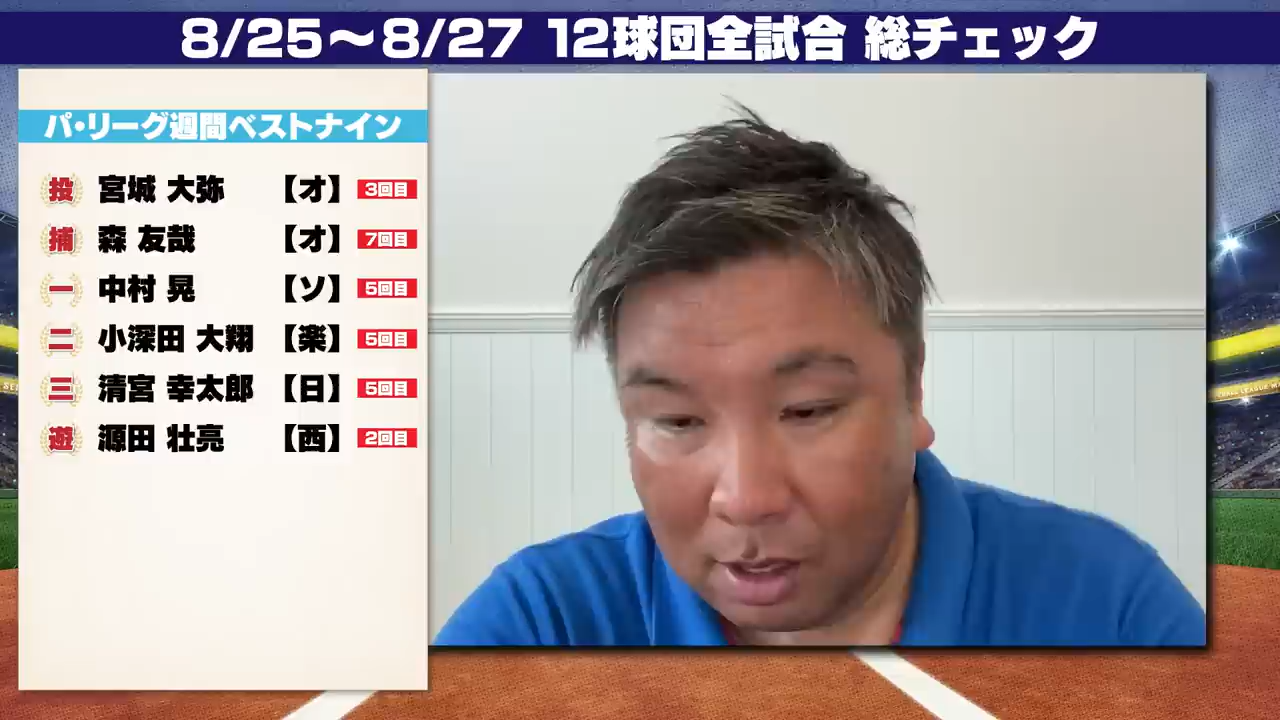 8/25〜8/27 12球団全試合 総チェック
パ・リーグ週間ベストナイン
投 宮城 大弥 【オ】 3回目
捕 森 友哉 【オ】 7回目
一 中村 晃 【ソ】 5回目
二 小深田 大翔 【楽】 5回目
三 清宮 幸太郎 【日】 5回目
遊 源田 壮亮 【西】 2回目